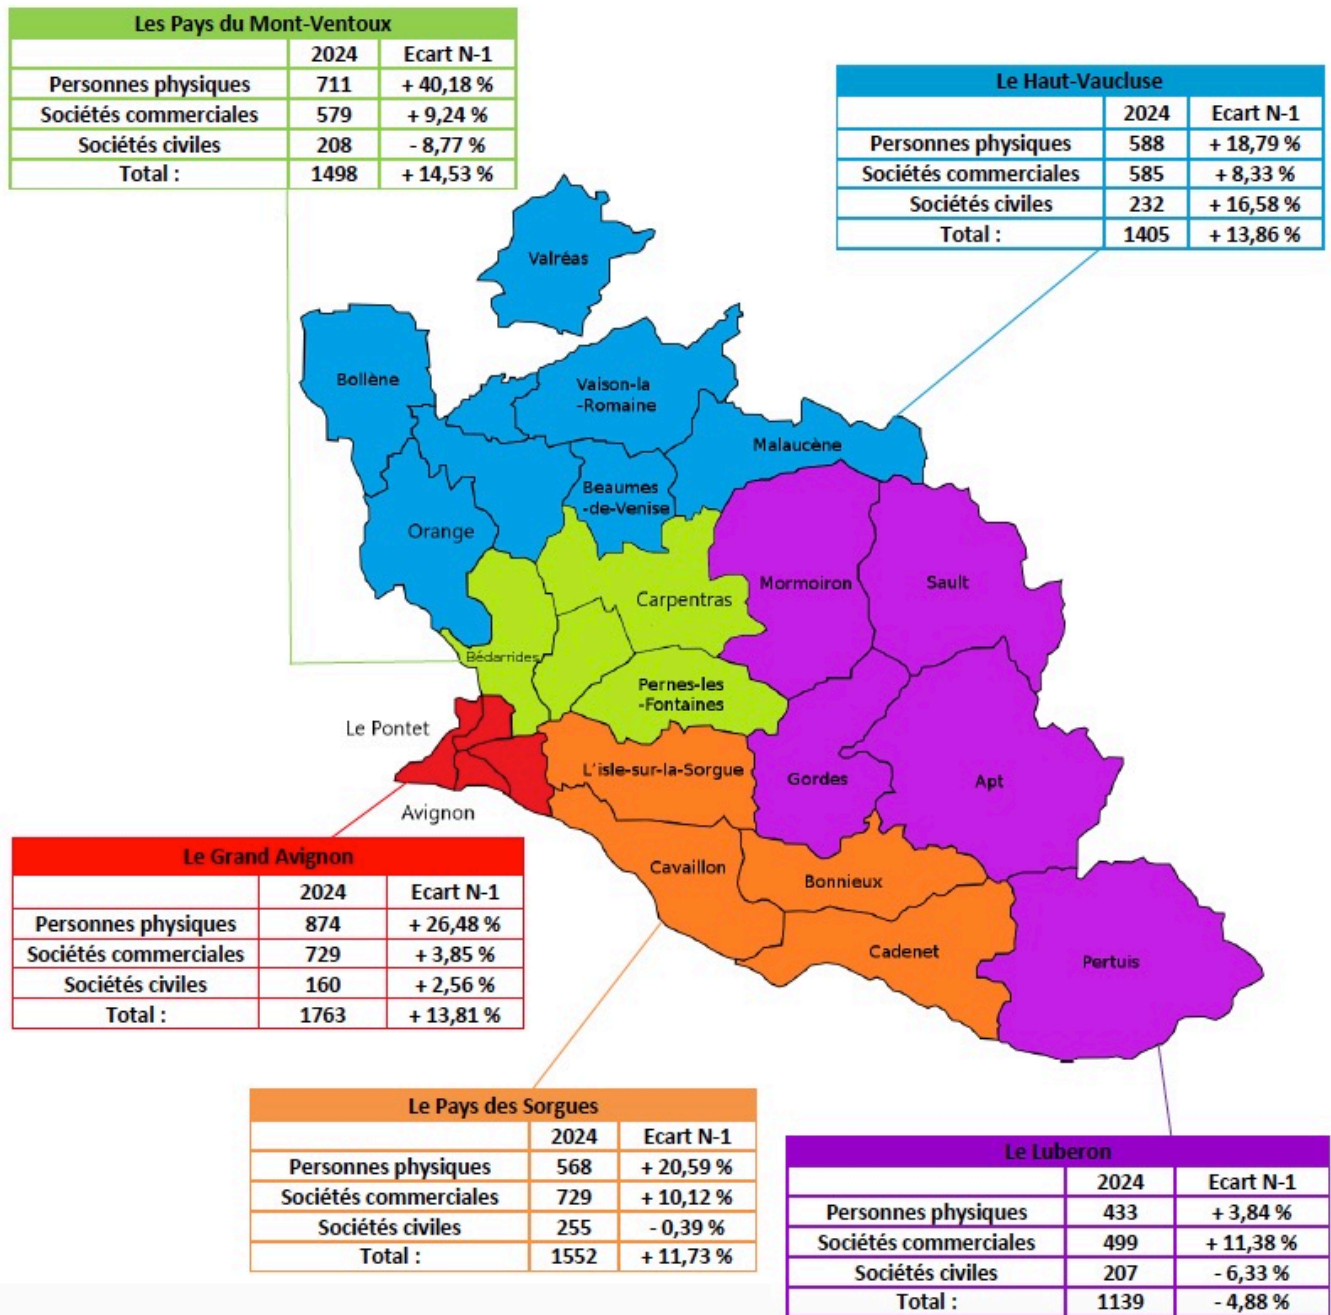 Les Pays du Mont-Ventoux
2024 Ecart N-1
Personnes physiques 711 + 40,18 %
Sociétés commerciales 579 + 9,24 %
Sociétés civiles 208 - 8,77 %
Total : 1498 + 14,53 %
Le Haut-Vaucluse
2024 Ecart N-1
Personnes physiques 588 + 18,79 %
Sociétés commerciales 585 + 8,33 %
Sociétés civiles 232 + 16,58 %
Total : 1405 + 13,86 %
Valréas
Bollène
Vaison-la
-Romaine
Malaucène
Beaumes
-de-Venise
Orange
Mormoiron
Sault
Carpentras
Bédarrides
Pernes-les
-Fontaines
Le Pontet
L'isle-sur-la-Sorgue
Gordes
Apt
Avignon
Cavaillon
Bonnieux
Cadenet
Pertuis
Le Grand Avignon
2024 Ecart N-1
Personnes physiques 874 + 26,48 %
Sociétés commerciales 729 + 3,85 %
Sociétés civiles 160 + 2,56 %
Total : 1763 + 13,81 %
Le Pays des Sorgues
2024 Ecart N-1
Personnes physiques 568 + 20,59 %
Sociétés commerciales 729 + 10,12 %
Sociétés civiles 255 - 0,39 %
Total : 1552 + 11,73 %
Le Luberon
2024 Ecart N-1
Personnes physiques 433 + 3,84 %
Sociétés commerciales 499 + 11,38 %
Sociétés civiles 207 - 6,33 %
Total : 1139 - 4,88 %